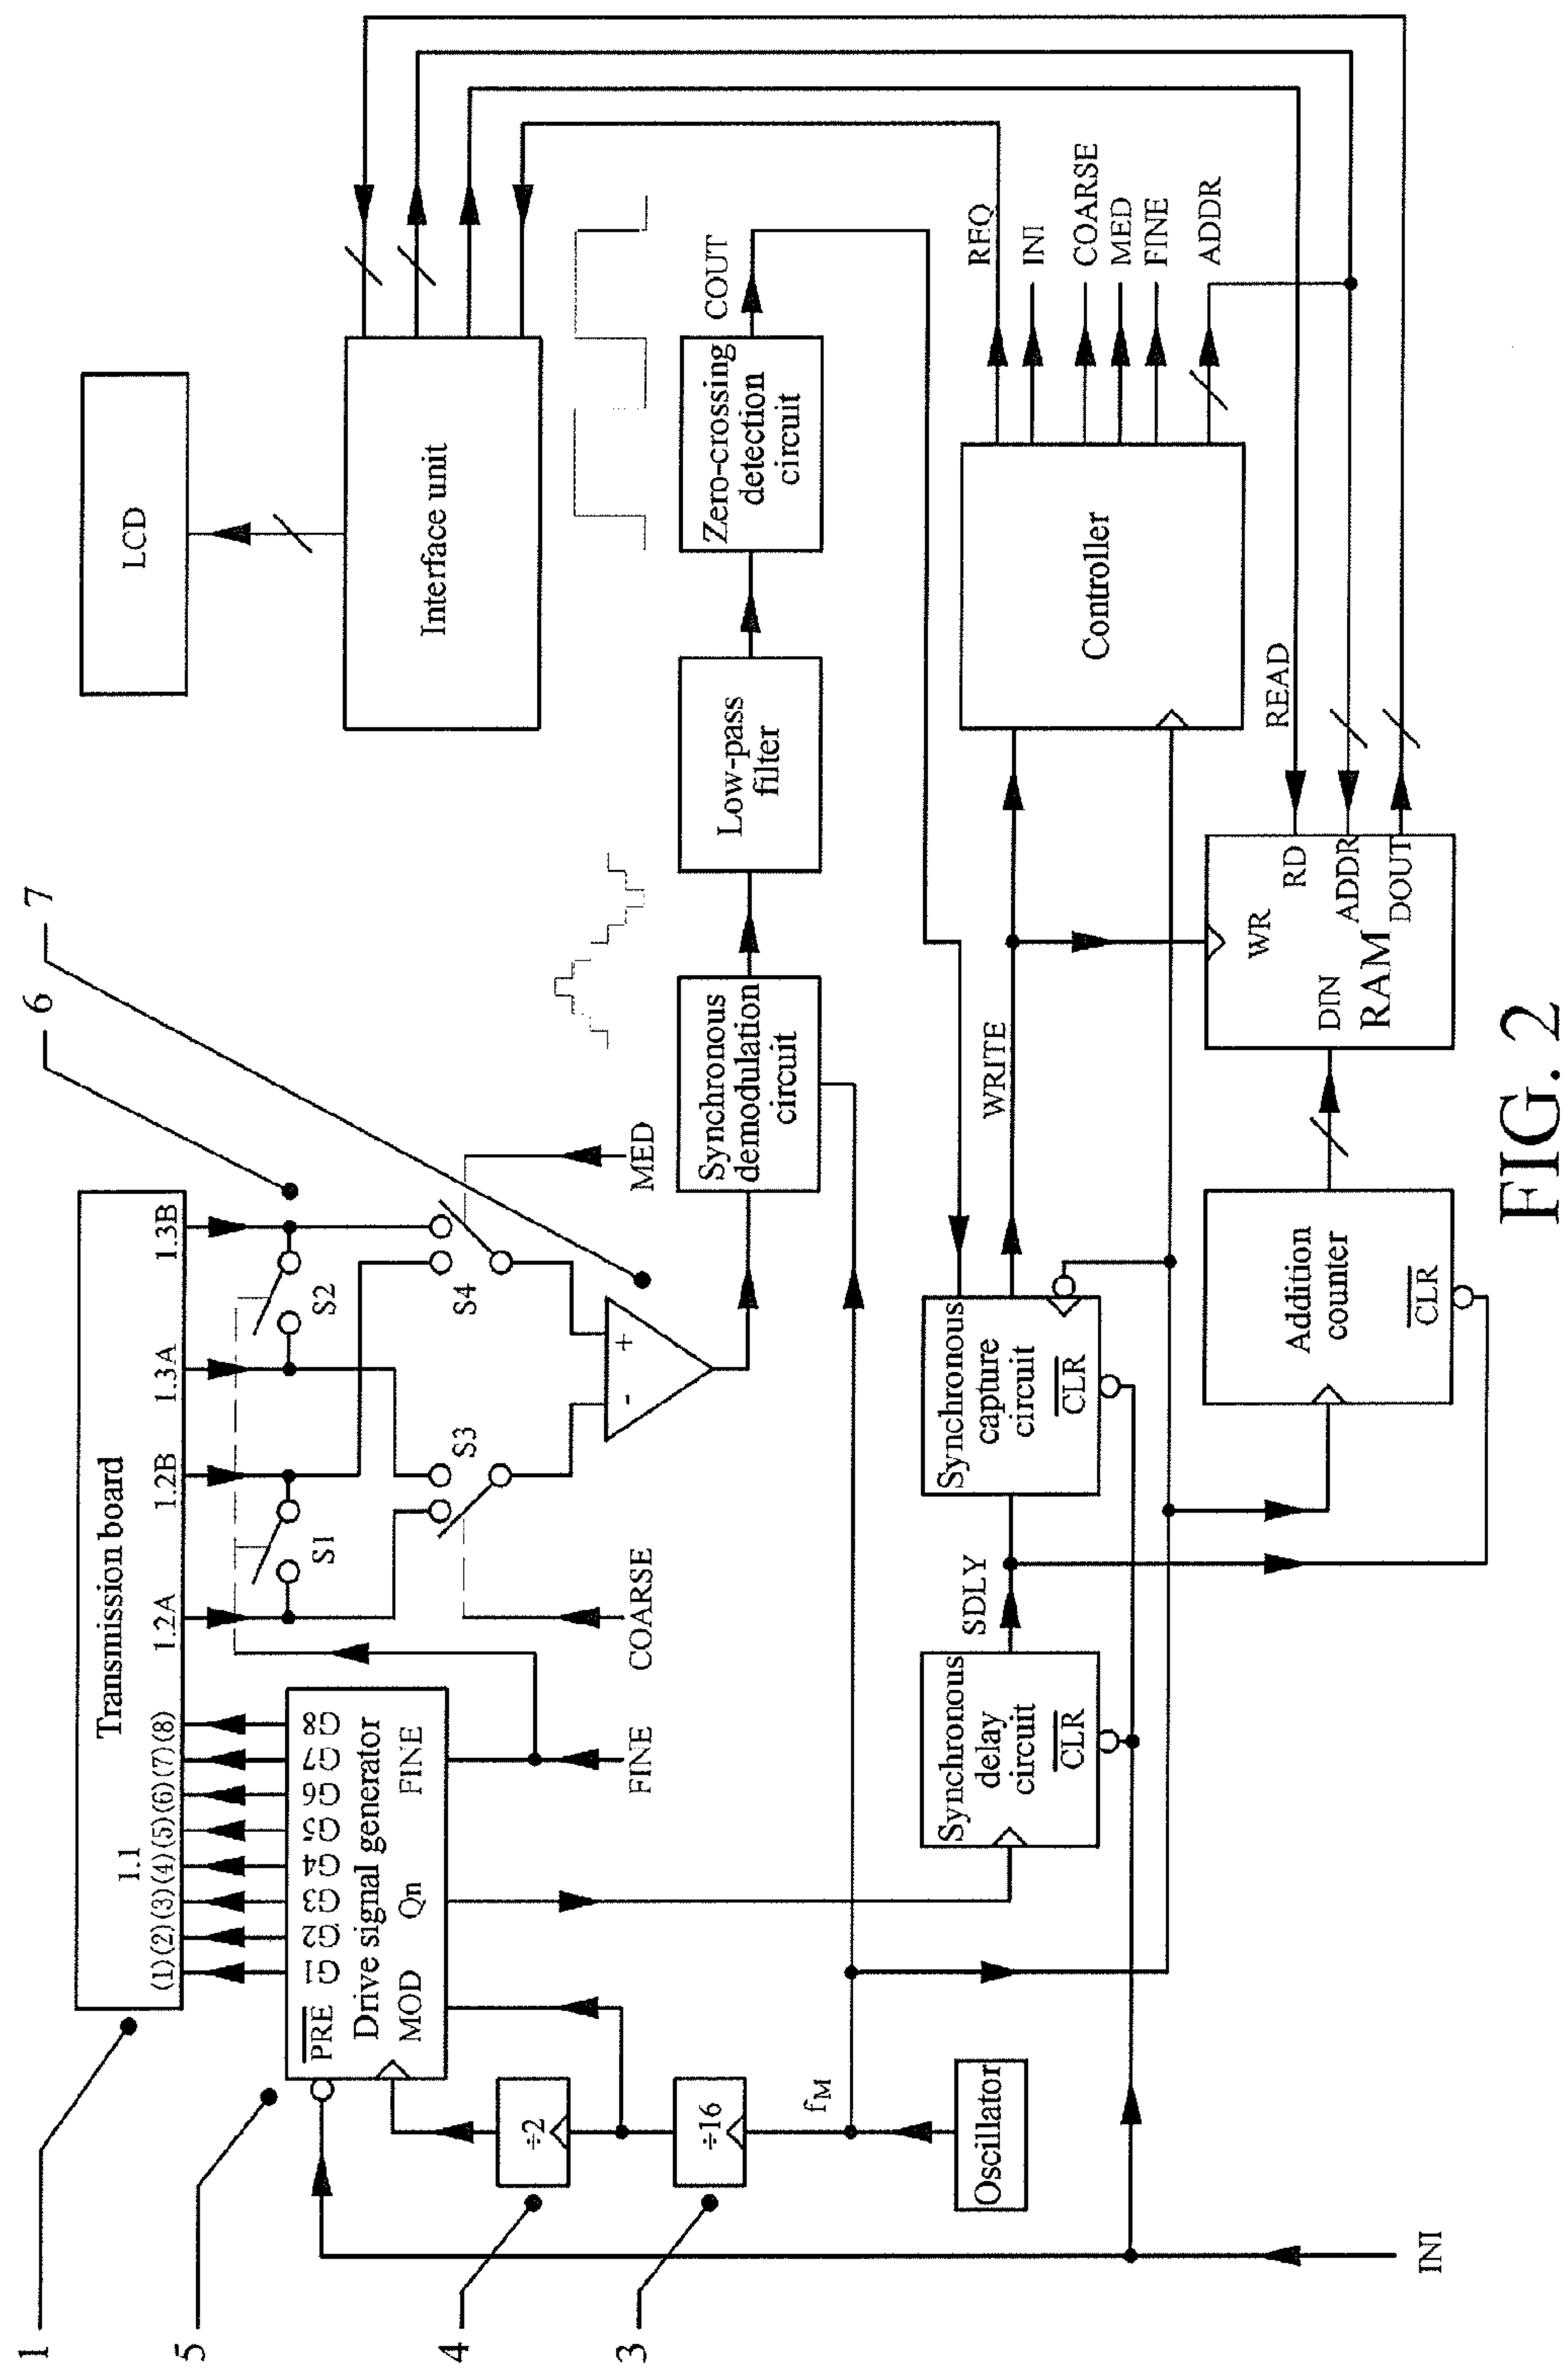 1
5
4
3
6
7
Transmission board
1.1
(1)(2)(3)(4)(5)(6)(7)(8)
1.2A
1.2B
1.3A
1.3B
G1 G2 G3 G4 G5 G6 G7 G8
PRE
Drive signal generator
MOD
Qn
FINE
S1
S2
S3
S4
FINE
COARSE
MED
- +
÷2
÷16
fM
Oscillator
INI
LCD
Interface unit
Synchronous
demodulation
circuit
Low-pass
filter
Zero-crossing
detection
circuit
COUT
Synchronous
delay
circuit
CLR
SDLY
Synchronous
capture
circuit
CLR
WRITE
Controller
RFQ
INI
COARSE
MED
FINE
ADDR
Addition
counter
CLR
WR
RD
DIN
ADDR
RAM
DOUT
READ
FIG. 2